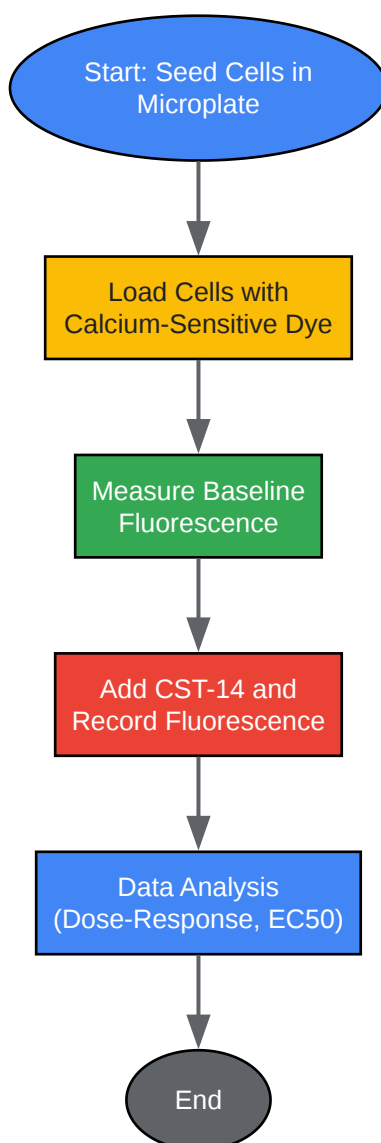 Start: Seed Cells in
Microplate
Load Cells with
Calcium-Sensitive Dye
Measure Baseline
Fluorescence
Add CST-14 and
Record Fluorescence
Data Analysis
(Dose-Response, EC50)
End